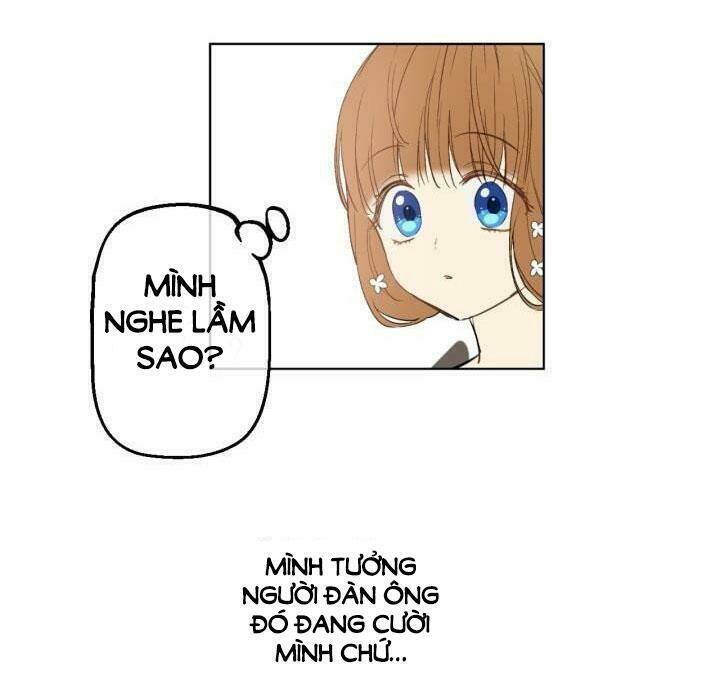 MÌNH
NGHE LẦM
SAO?
MÌNH TƯỞNG
NGƯỜI ĐÀN ÔNG
ĐÓ ĐANG CƯỜI
MÌNH CHỨ...